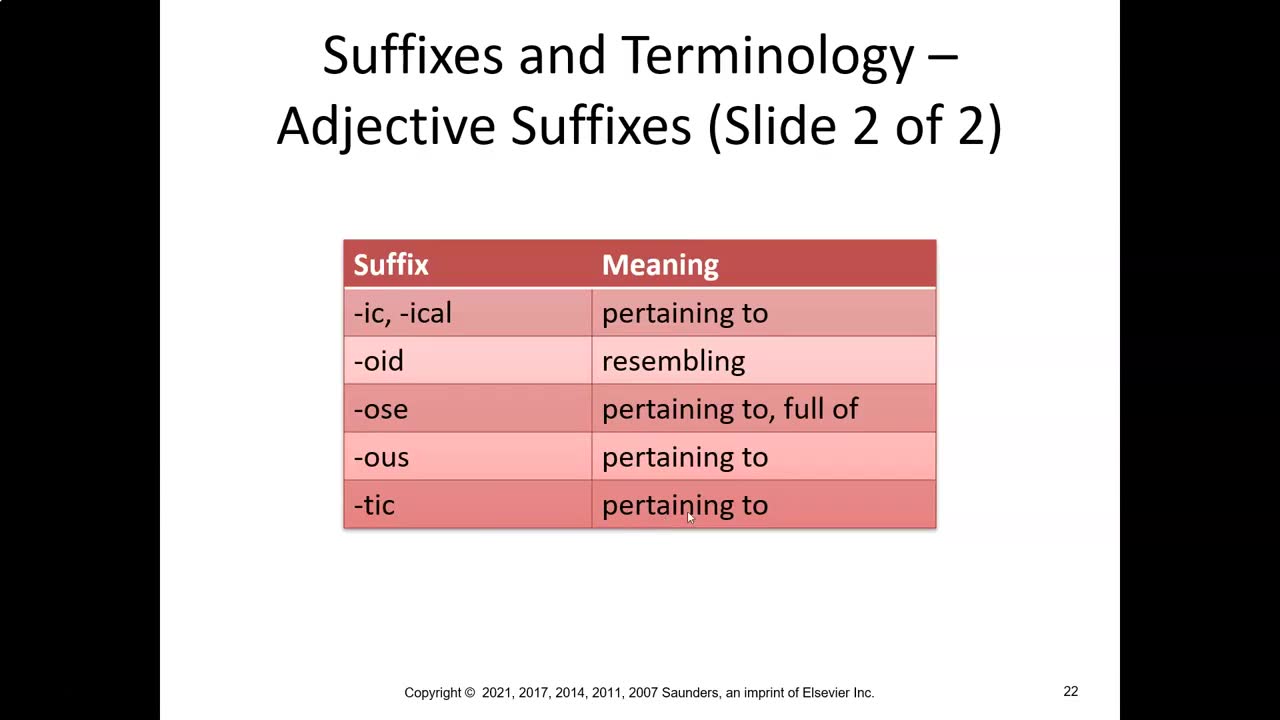 Suffixes and Terminology –
Adjective Suffixes (Slide 2 of 2)
Suffix Meaning
-ic, -ical pertaining to
-oid resembling
-ose pertaining to, full of
-ous pertaining to
-tic pertaining to
Copyright © 2021, 2017, 2014, 2011, 2007 Saunders, an imprint of Elsevier Inc.
22